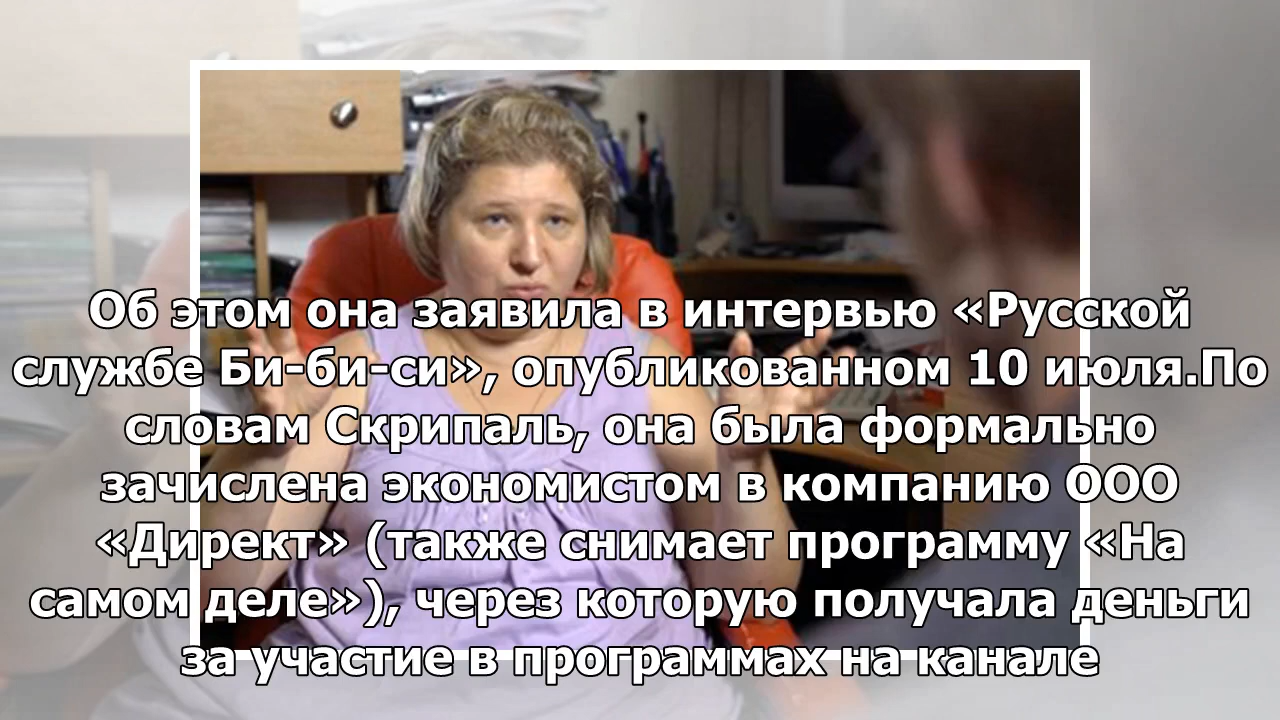 Об этом она заявила в интервью «Русской
службе Би-би-си», опубликованном 10 июля.По
словам Скрипаль, она была формально
зачислена экономистом в компанию ООО
«Директ» (также снимает программу «На
самом деле»), через которую получала деньги
за участие в программах на канале